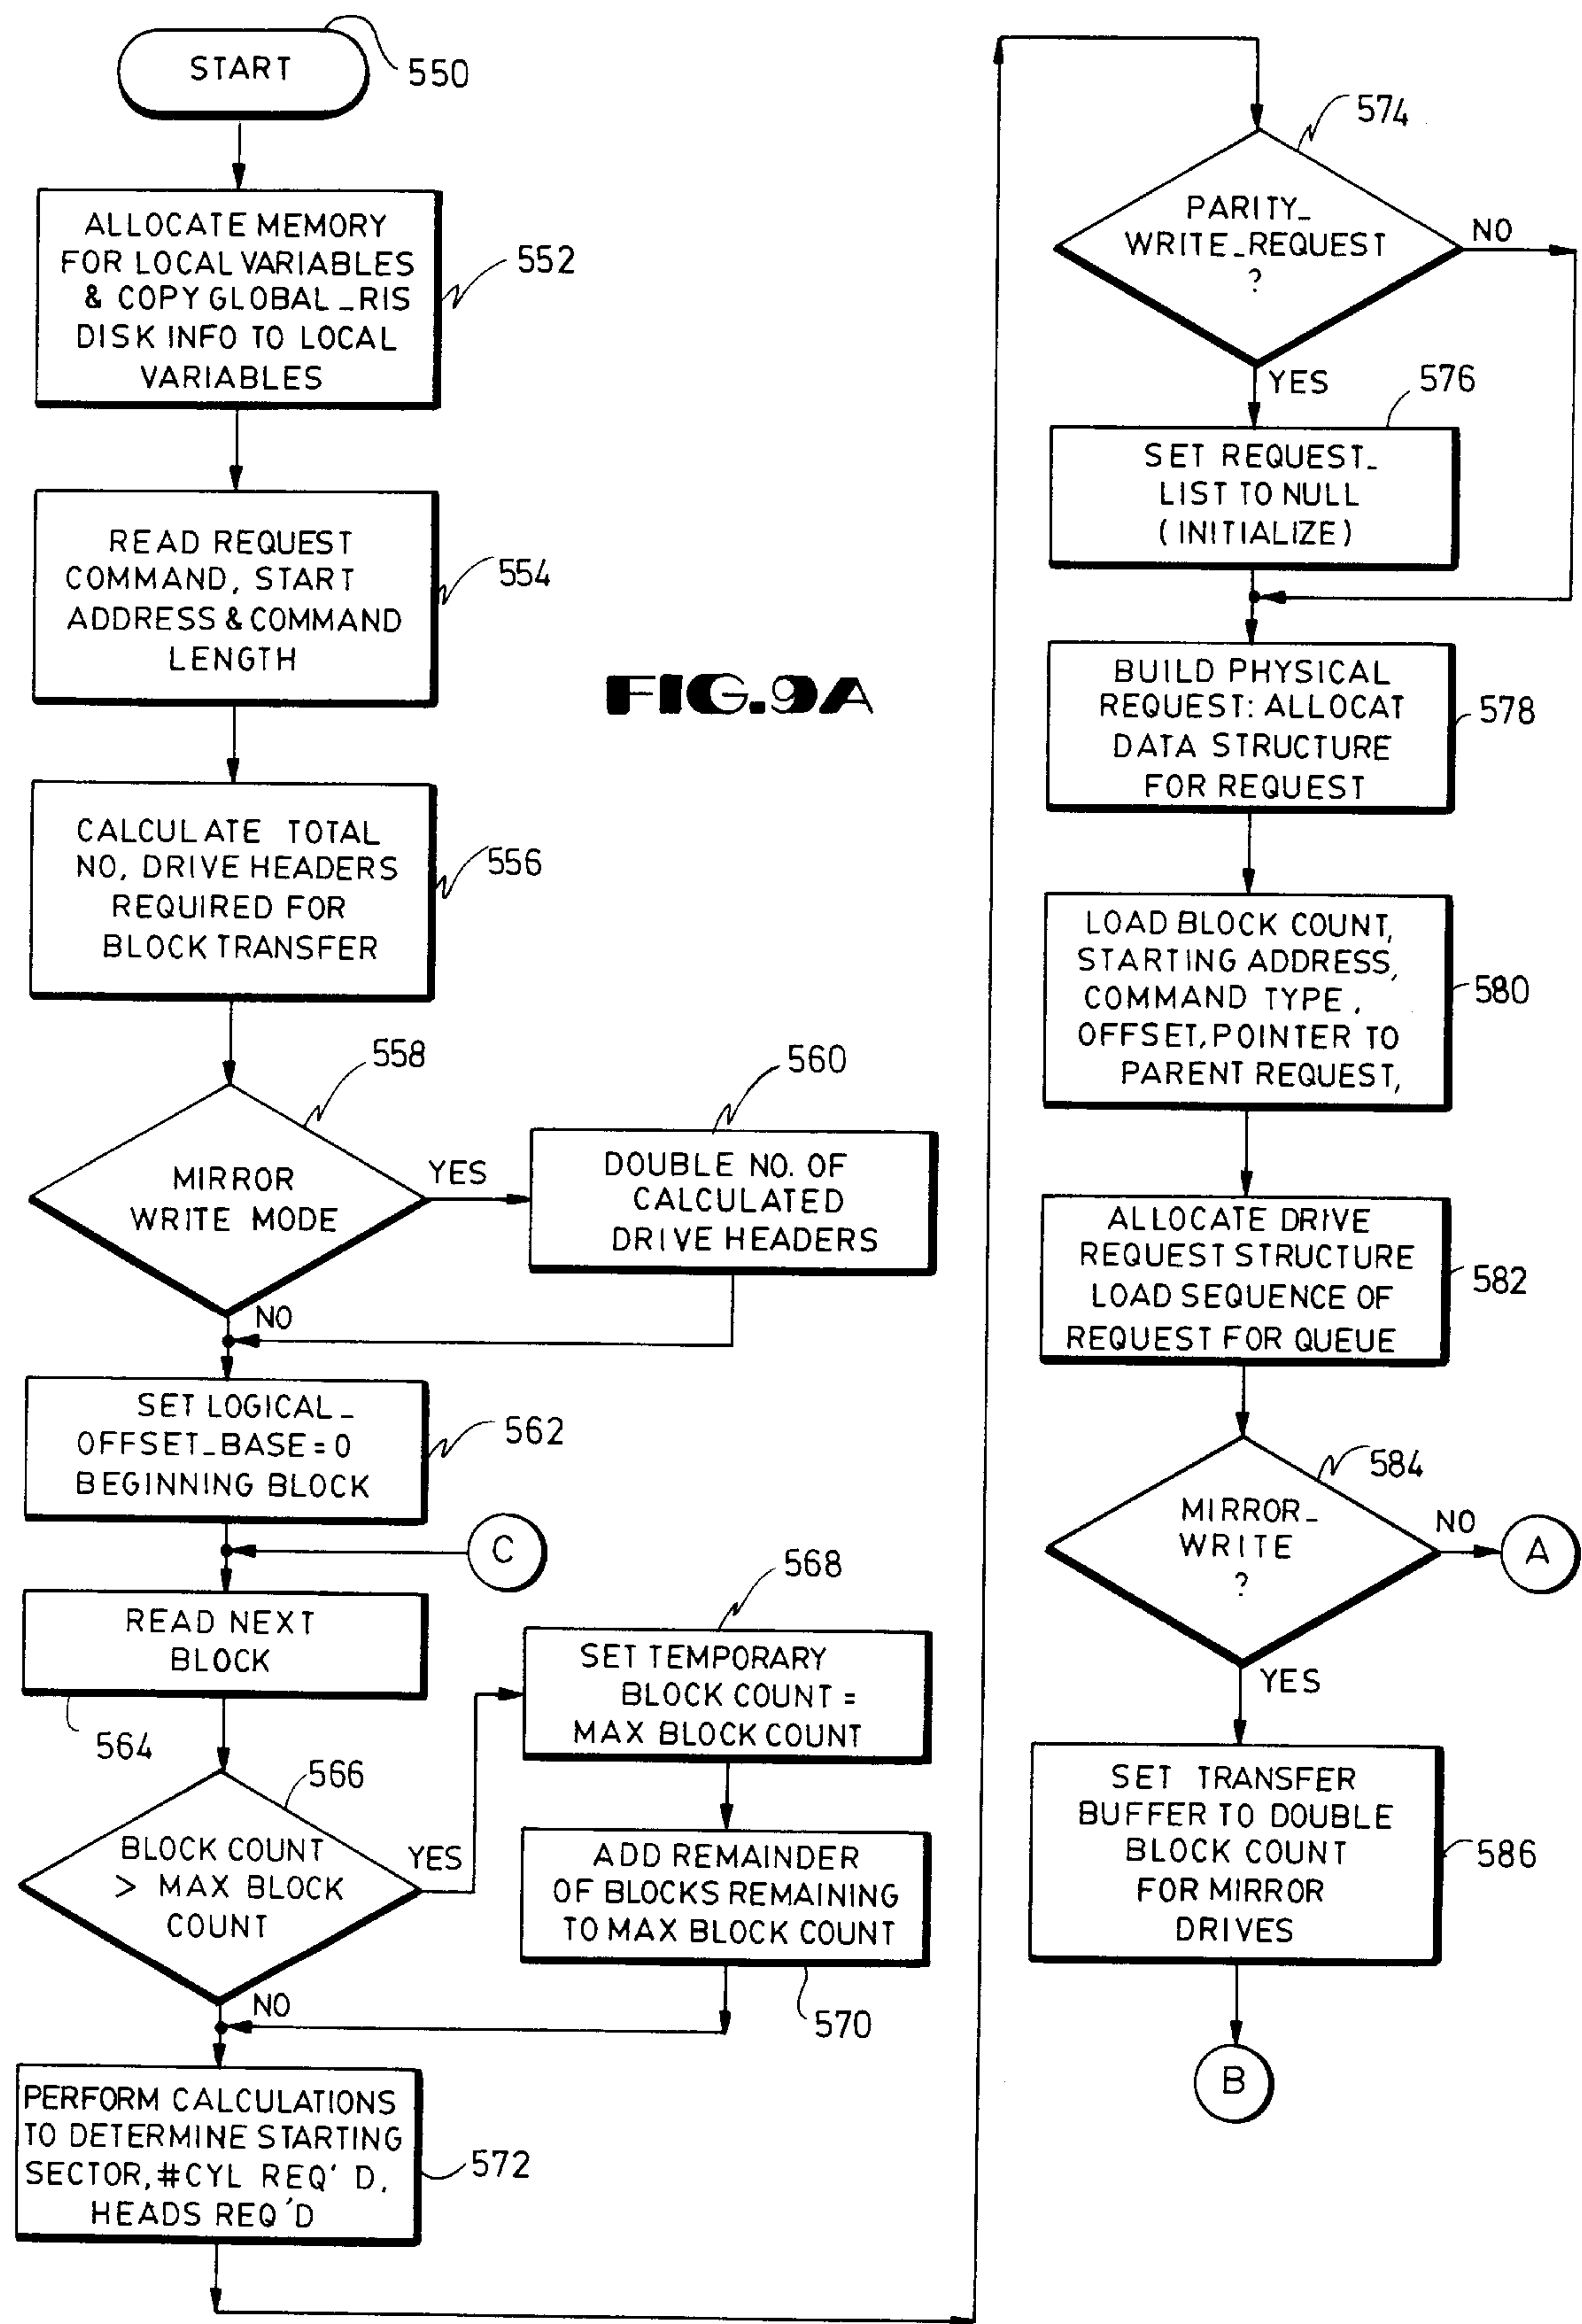 START
550
ALLOCATE MEMORY
FOR LOCAL VARIABLES
& COPY GLOBAL_RIS
DISK INFO TO LOCAL
VARIABLES
552
READ REQUEST
COMMAND, START
ADDRESS & COMMAND
LENGTH
554
FIG.9A
CALCULATE TOTAL
NO, DRIVE HEADERS
REQUIRED FOR
BLOCK TRANSFER
556
558
MIRROR
WRITE MODE
YES
NO
560
DOUBLE NO. OF
CALCULATED
DRIVE HEADERS
SET LOGICAL_
OFFSET_BASE=0
BEGINNING BLOCK
562
C
READ NEXT
BLOCK
564
566
BLOCK COUNT
> MAX BLOCK
COUNT
YES
NO
568
SET TEMPORARY
BLOCK COUNT =
MAX BLOCK COUNT
ADD REMAINDER
OF BLOCKS REMAINING
TO MAX BLOCK COUNT
570
PERFORM CALCULATIONS
TO DETERMINE STARTING
SECTOR, #CYL REQ'D,
HEADS REQ'D
572
574
PARITY_
WRITE_REQUEST
?
NO
YES
576
SET REQUEST_
LIST TO NULL
(INITIALIZE)
BUILD PHYSICAL
REQUEST: ALLOCAT
DATA STRUCTURE
FOR REQUEST
578
LOAD BLOCK COUNT,
STARTING ADDRESS,
COMMAND TYPE,
OFFSET, POINTER TO
PARENT REQUEST,
580
ALLOCATE DRIVE
REQUEST STRUCTURE
LOAD SEQUENCE OF
REQUEST FOR QUEUE
582
584
MIRROR_
WRITE
?
NO
A
YES
SET TRANSFER
BUFFER TO DOUBLE
BLOCK COUNT
FOR MIRROR
DRIVES
586
B